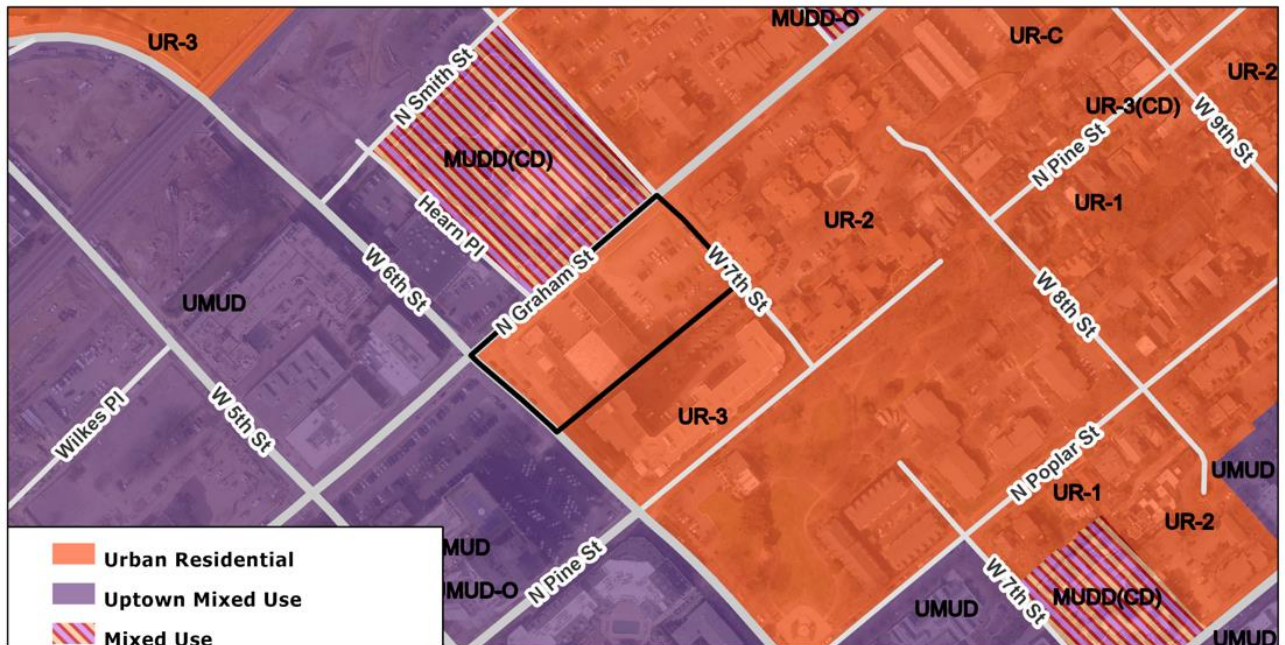 MUDD-O
UR-3
UR-C
UR-2
N Smith St
UR-3(CD)
W 9th St
N Pine St
MUDD(CD)
UR-1
Hearn Pl
UR-2
N Graham St
W 7th St
W 6th St
W 8th St
UMUD
UR-3
Wilkes Pl
W 5th St
N Poplar St
UMUD
UR-1
UR-2
MUD
MUD-O
N Pine St
W 7th St
MUDD(CD)
UMUD
UMUD
Urban Residential
Uptown Mixed Use
Mixed Use